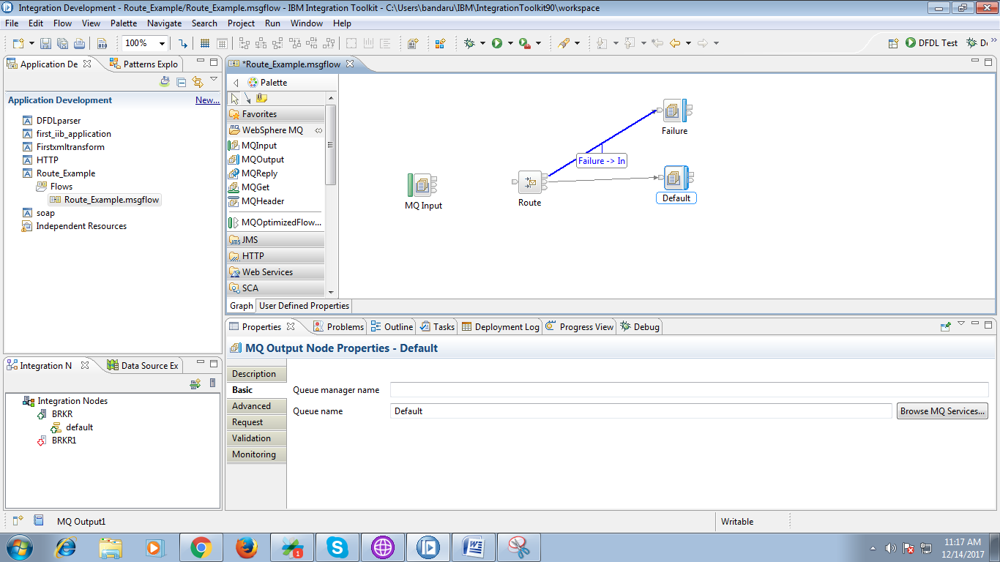 Integration Development - Route_Example/Route_Example.msgflow - IBM Integration Toolkit - C:\Users\bandaru\IBM\IntegrationToolkit90\workspace
File Edit Flow View Palette Navigate Search Project Run Window Help
100% DFDL Test D
Application De Patterns Explo
Application Development New...
DFDLparser
first_iib_application
Firstxmltransform
HTTP
Route_Example
Flows
Route_Example.msgflow
soap
Independent Resources
Integration N Data Source Ex
Integration Nodes
BRKR
default
BRKR1
*Route_Example.msgflow
Palette
Favorites
WebSphere MQ
MQInput
MQOutput
MQReply
MQGet
MQHeader
MQOptimizedFlow...
JMS
HTTP
Web Services
SCA
Failure
Failure -> In
MQ Input
Route
Default
Graph User Defined Properties
Properties Problems Outline Tasks Deployment Log Progress View Debug
MQ Output Node Properties - Default
Description
Basic
Advanced
Request
Validation
Monitoring
Queue manager name
Queue name Default Browse MQ Services...
MQ Output1 Writable
1
11:17 AM
12/14/2017